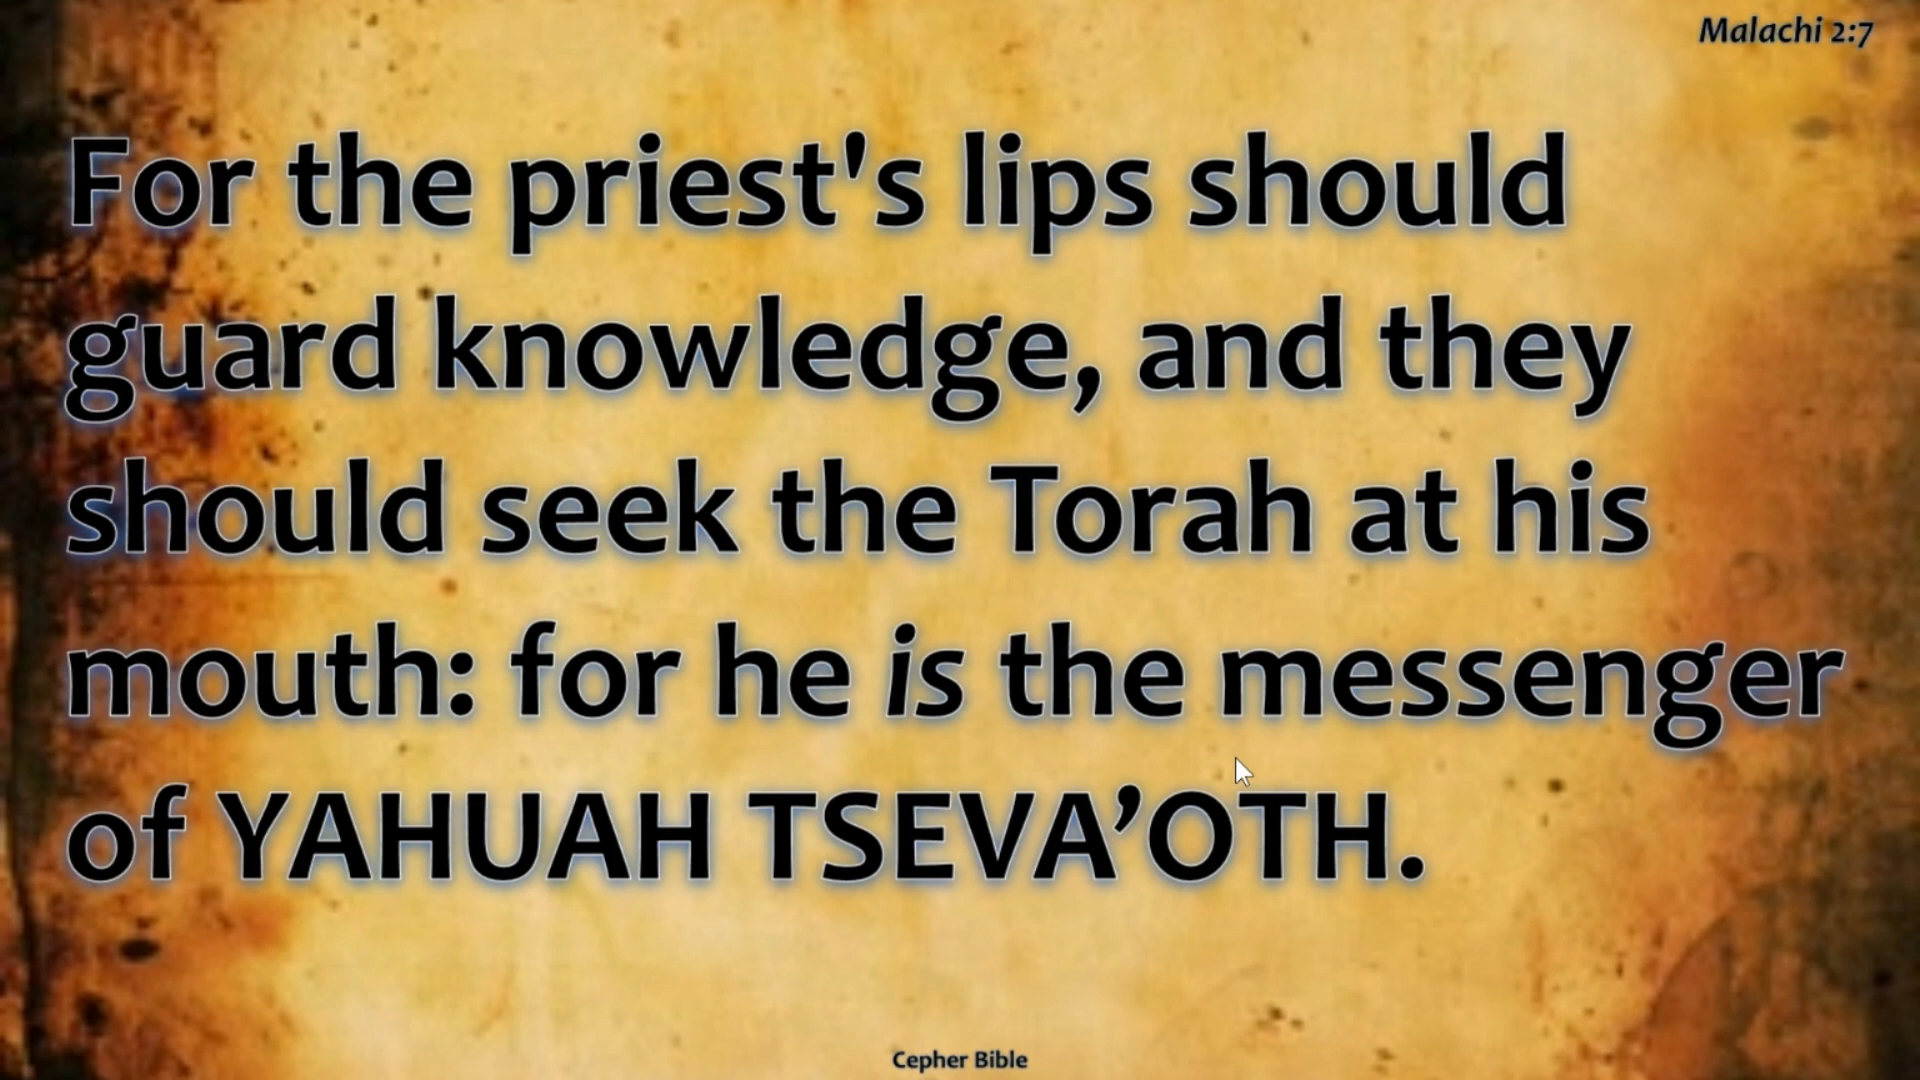 Malachi 2:7
For the priest's lips should
guard knowledge, and they
should seek the Torah at his
mouth: for he is the messenger
of YAHUAH TSEVA’OTH.
Cepher Bible